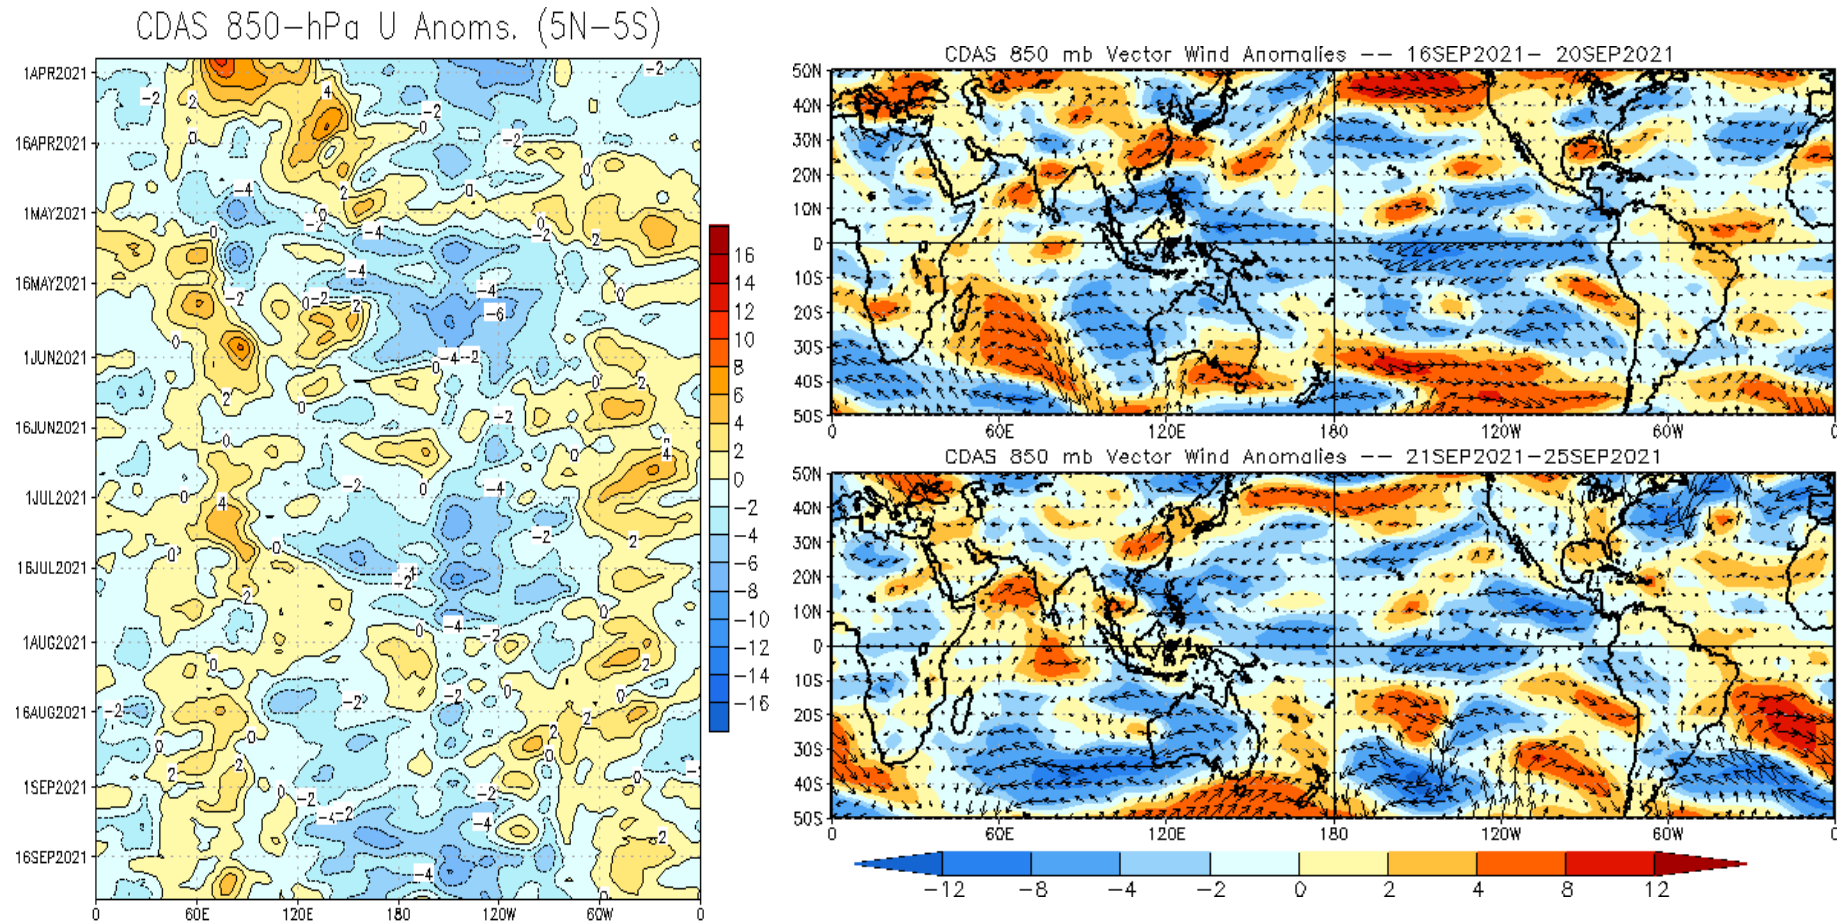 CDAS 850-hPa U Anoms. (5N-5S)
1APR2021
16APR2021
1MAY2021
16MAY2021
1JUN2021
16JUN2021
1JUL2021
16JUL2021
1AUG2021
16AUG2021
1SEP2021
16SEP2021
0 60E 120E 180 120W 60W 0
16
14
12
10
8
6
4
2
0
-2
-4
-6
-8
-10
-12
-14
-16
CDAS 850 mb Vector Wind Anomalies -- 16SEP2021- 20SEP2021
50N
40N
30N
20N
10N
0
10S
20S
30S
40S
50S
0 60E 120E 180 120W 60W 0
CDAS 850 mb Vector Wind Anomalies -- 21SEP2021-25SEP2021
50N
40N
30N
20N
10N
0
10S
20S
30S
40S
50S
0 60E 120E 180 120W 60W 0
-12 -8 -4 -2 0 2 4 8 12